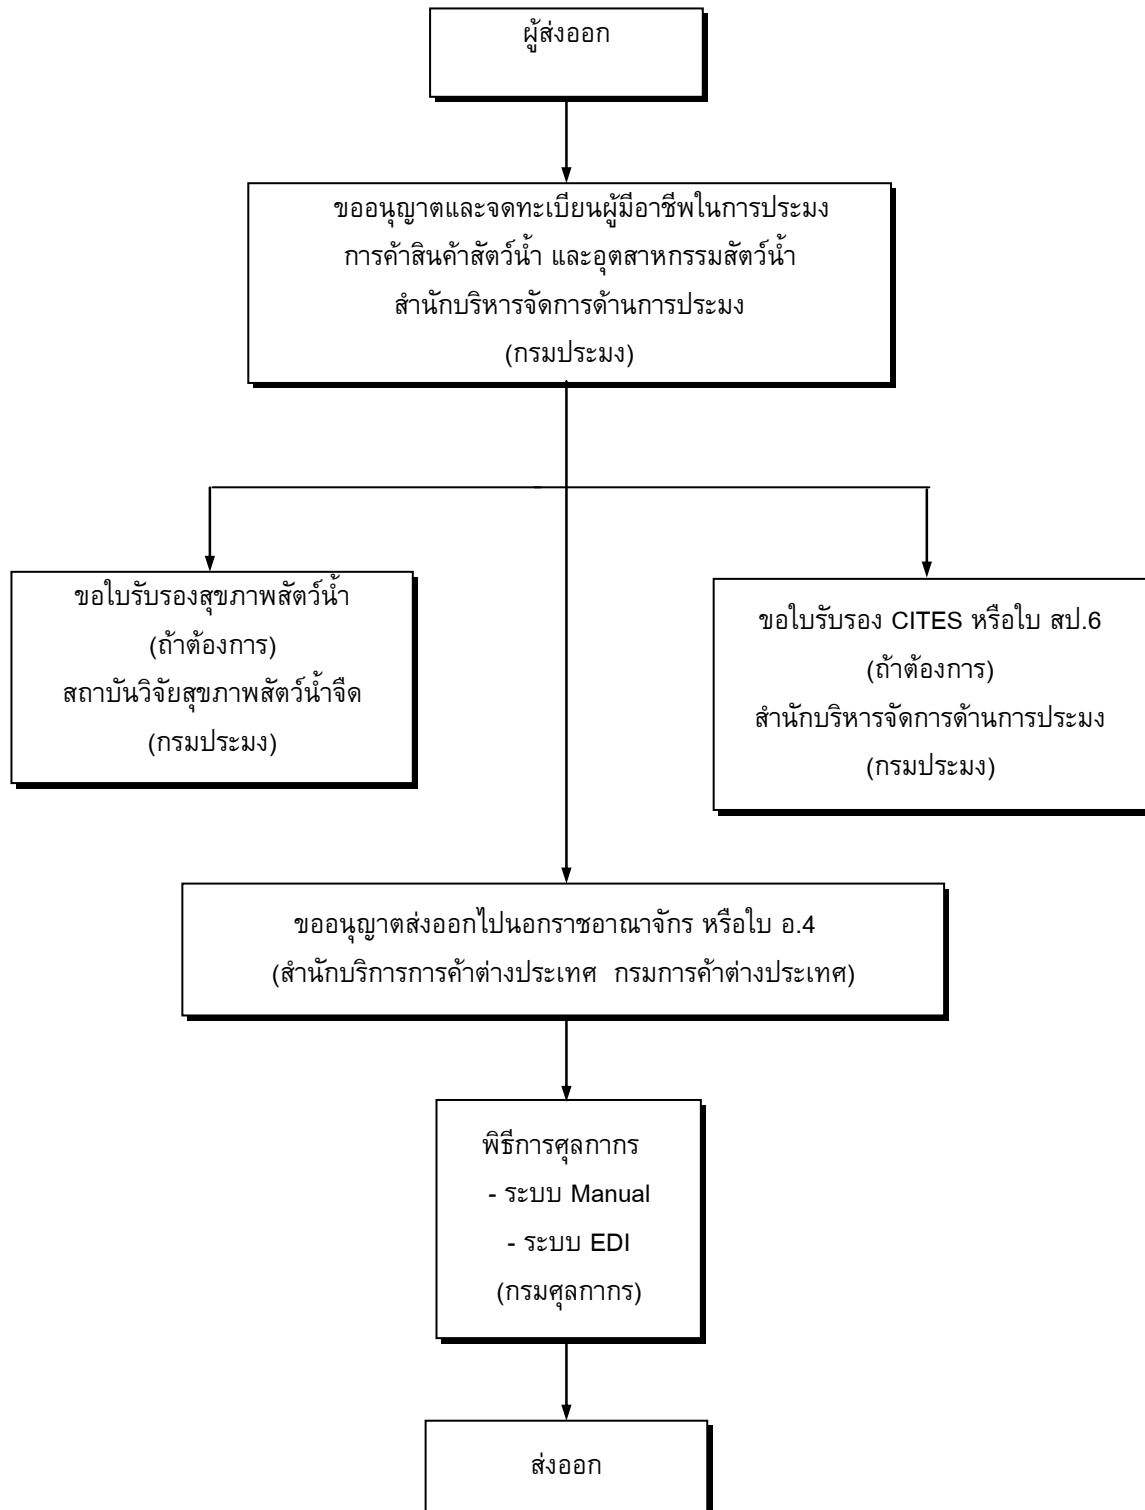 ผู้ส่งออก
ขออนุญาตและจดทะเบียนผู้มีอาชีพในการประมง
การค้าสินค้าสัตว์น้ำ และอุตสาหกรรมสัตว์น้ำ
สำนักบริหารจัดการด้านการประมง
(กรมประมง)
ขอใบรับรองสุขภาพสัตว์น้ำ
(ถ้าต้องการ)
สถาบันวิจัยสุขภาพสัตว์น้ำจืด
(กรมประมง)
ขอใบรับรอง CITES หรือใบ สป.6
(ถ้าต้องการ)
สำนักบริหารจัดการด้านการประมง
(กรมประมง)
ขออนุญาตส่งออกไปนอกราชอาณาจักร หรือใบ อ.4
(สำนักบริการการค้าต่างประเทศ กรมการค้าต่างประเทศ)
พิธีการศุลกากร
- ระบบ Manual
- ระบบ EDI
(กรมศุลกากร)
ส่งออก